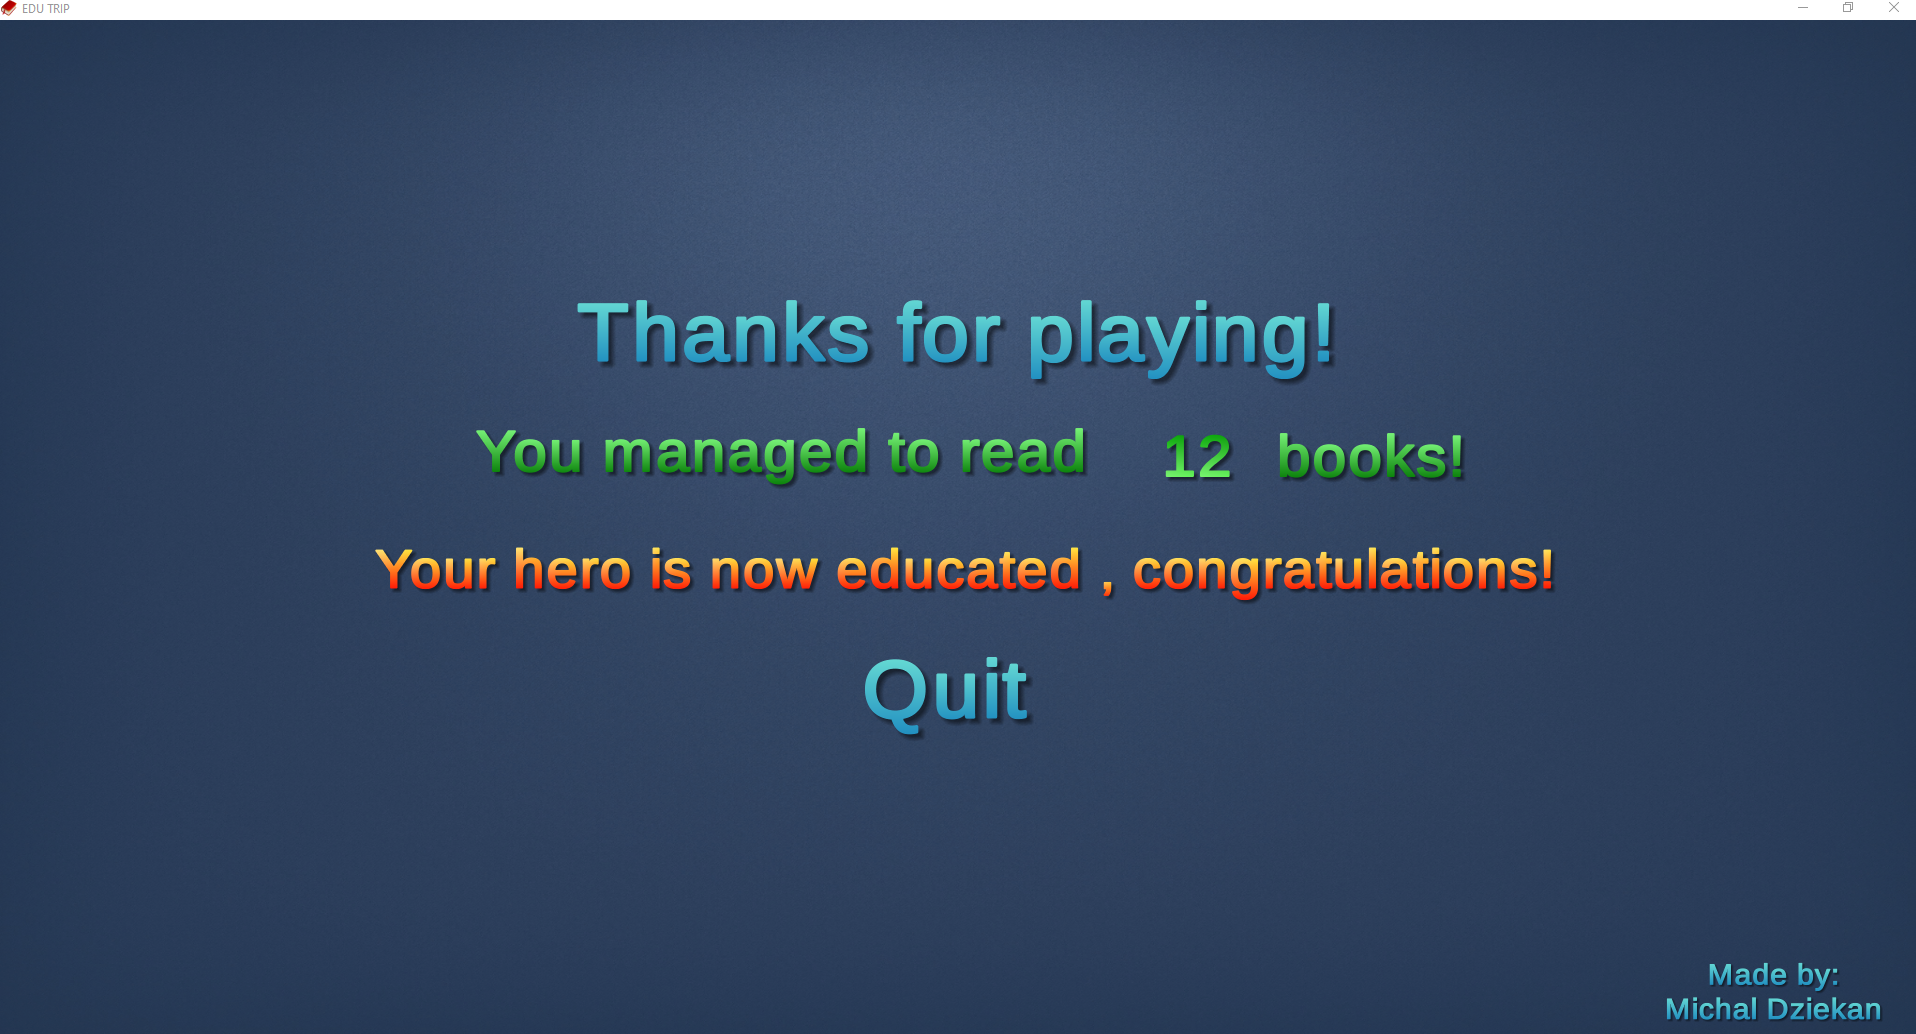 EDU TRIP
Thanks for playing!
You managed to read 12 books!
Your hero is now educated , congratulations!
Quit
Made by:
Michal Dziekan